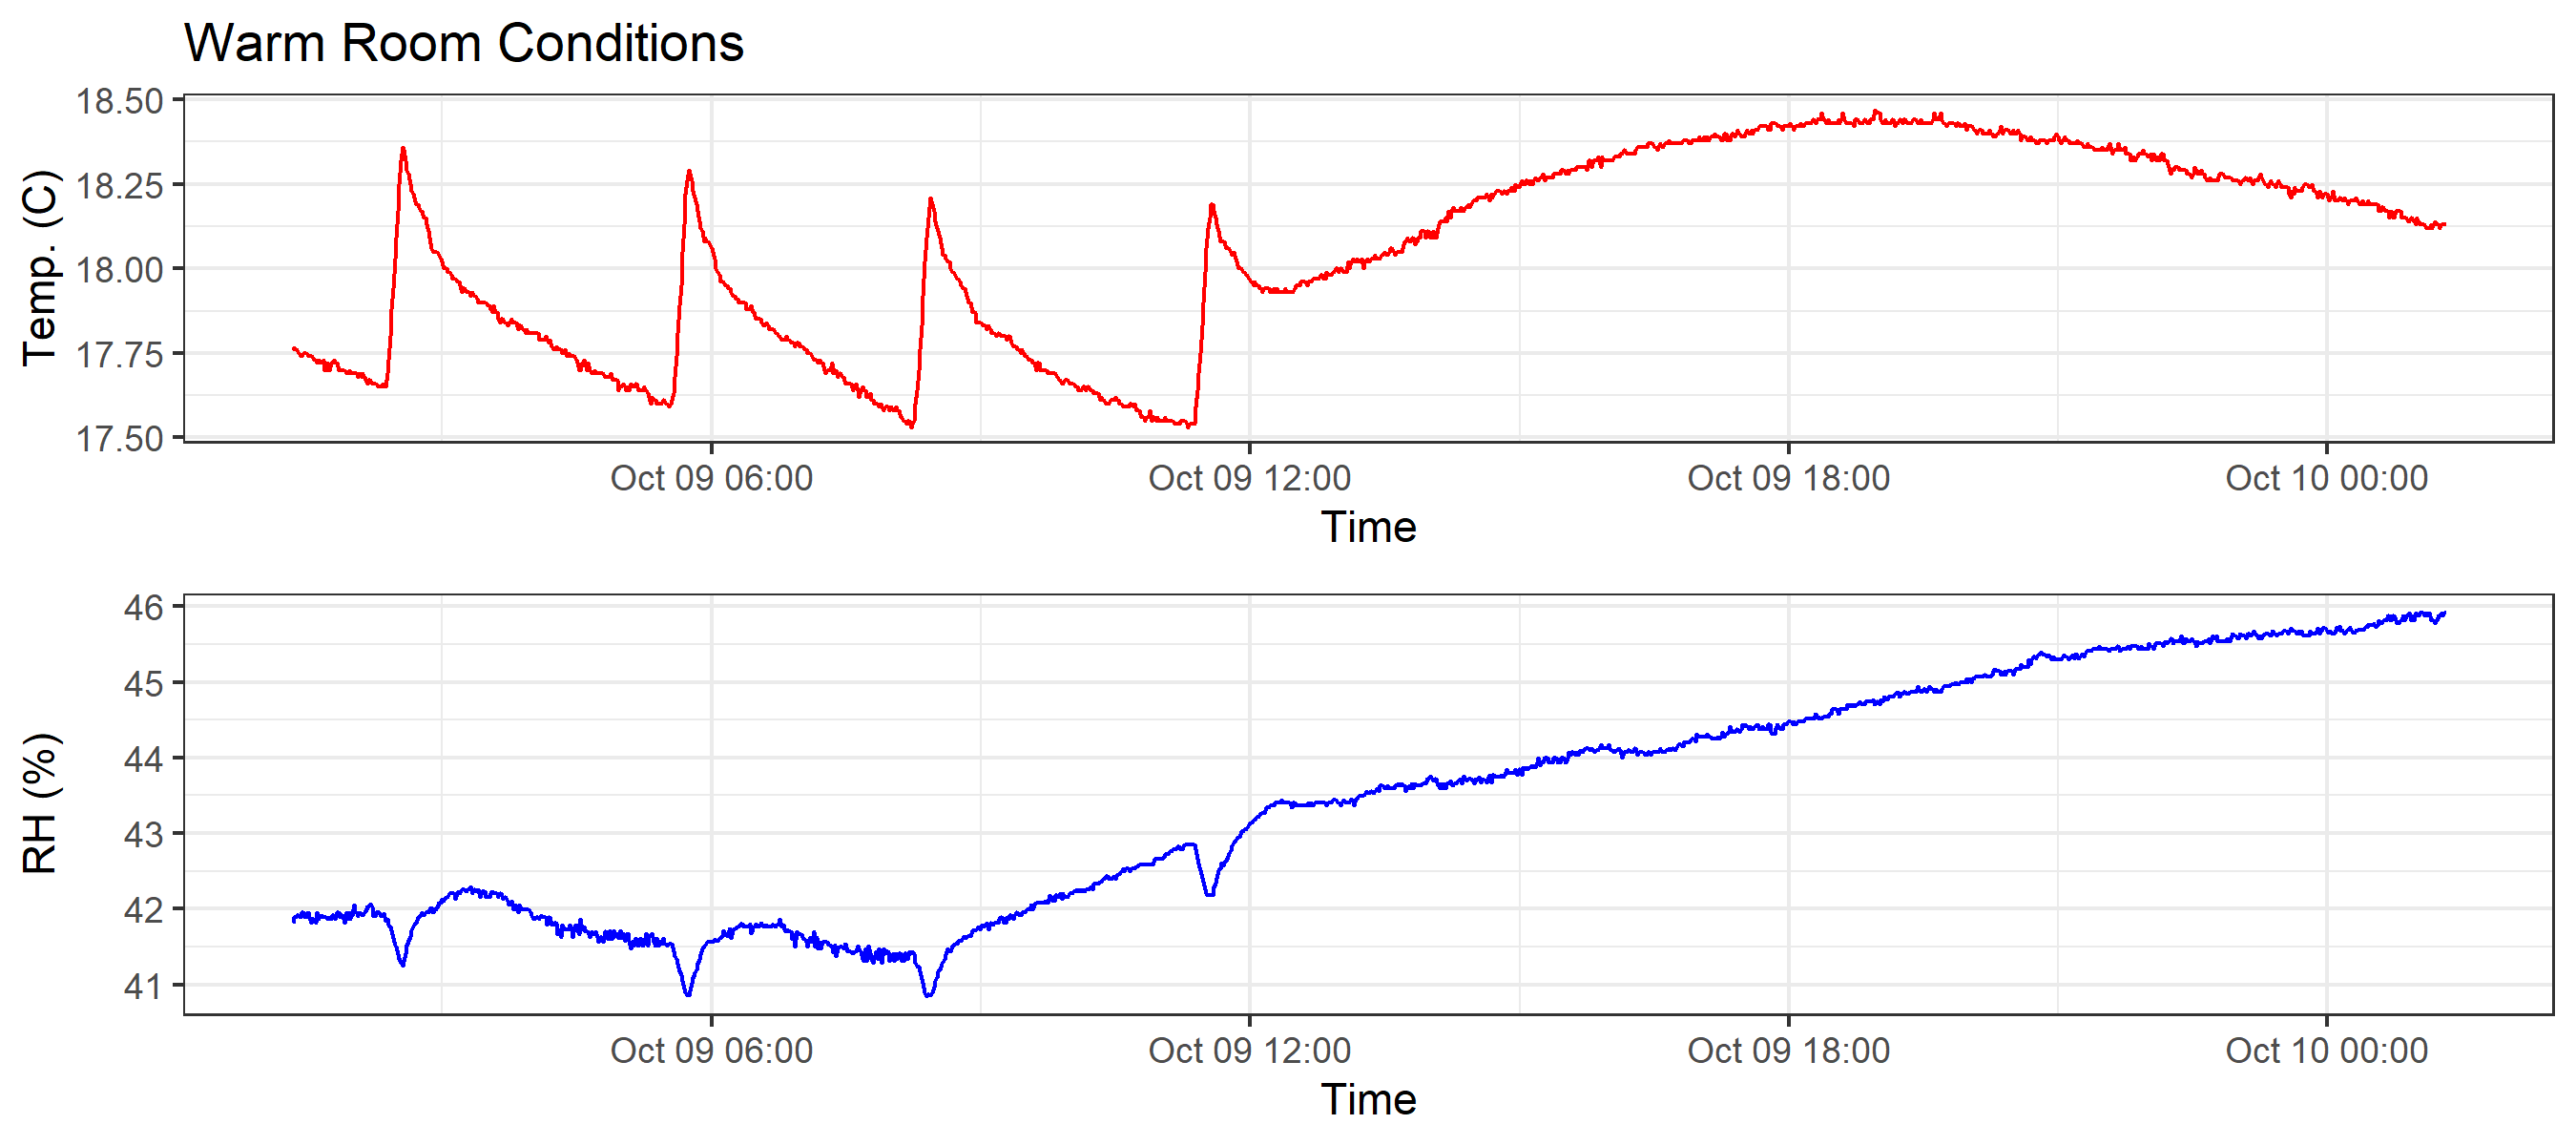 Warm Room Conditions
18.50
18.25
18.00
17.75
17.50
Temp. (C)
Oct 09 06:00 Oct 09 12:00 Oct 09 18:00 Oct 10 00:00
Time
46
45
44
43
42
41
RH (%)
Oct 09 06:00 Oct 09 12:00 Oct 09 18:00 Oct 10 00:00
Time